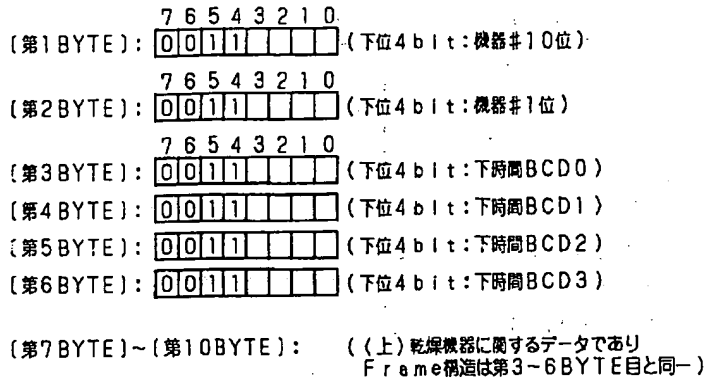 7 6 5 4 3 2 1 0
〔第1BYTE〕: 0 0 1 1 (下位4bit:機器#10位)
7 6 5 4 3 2 1 0
〔第2BYTE〕: 0 0 1 1 (下位4bit:機器#1位)
7 6 5 4 3 2 1 0
〔第3BYTE〕: 0 0 1 1 (下位4bit:下時間BCD0)
〔第4BYTE〕: 0 0 1 1 (下位4bit:下時間BCD1)
〔第5BYTE〕: 0 0 1 1 (下位4bit:下時間BCD2)
〔第6BYTE〕: 0 0 1 1 (下位4bit:下時間BCD3)
〔第7BYTE〕~〔第10BYTE〕: ((上)乾燥機器に関するデータであり
Frame構造は第3~6BYTE目と同一)